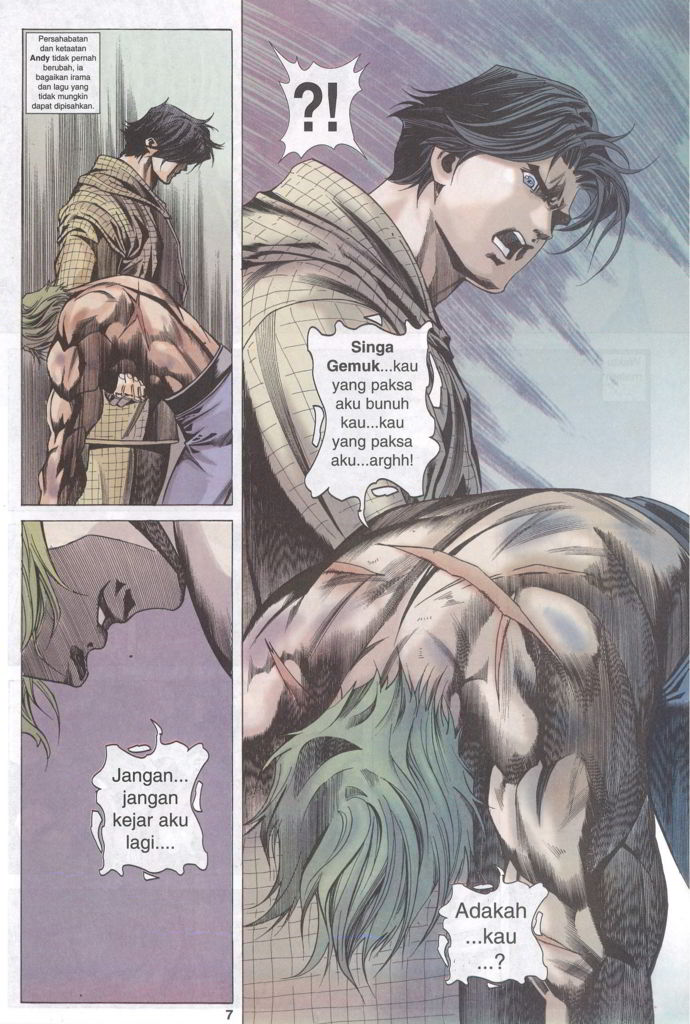 Persahabatan
dan ketaatan
Andy tidak pernah
berubah, ia
bagaikan irama
dan lagu yang
tidak mungkin
dapat dipisahkan.
?!
Singa
Gemuk...kau
yang paksa
aku bunuh
kau...kau
yang paksa
aku...arghh!
Jangan...
jangan
kejar aku
lagi....
Adakah
...kau
...?
7